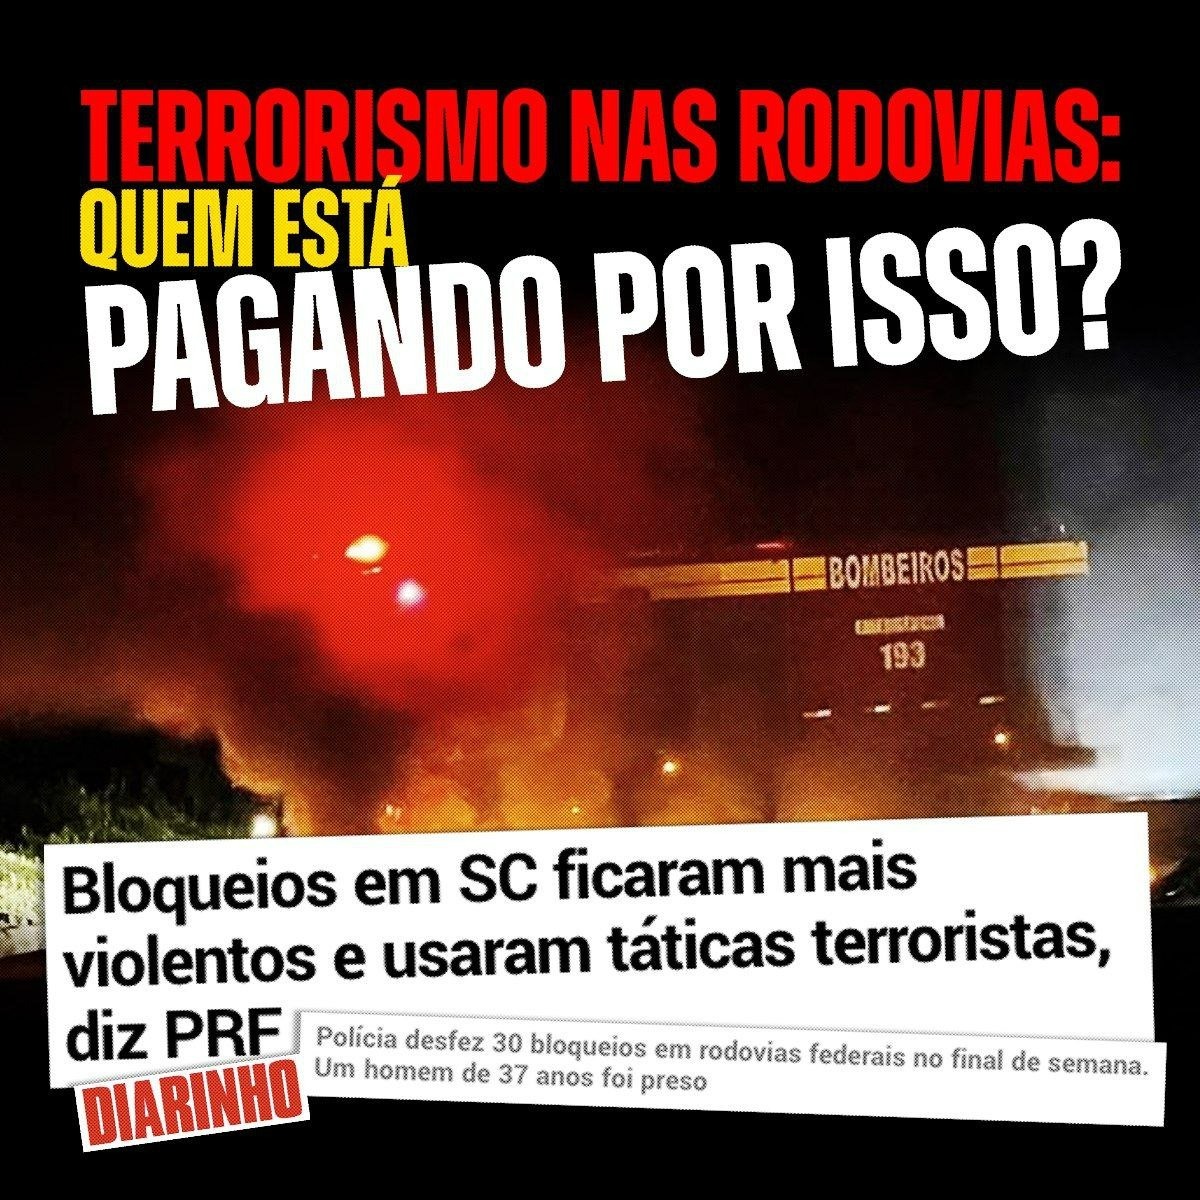 TERRORISMO NAS RODOVIAS:
QUEM ESTÁ
PAGANDO POR ISSO?
BOMBEIROS
193
Bloqueios em SC ficaram mais
violentos e usaram táticas terroristas,
diz PRF
Polícia desfez 30 bloqueios em rodovias federais no final de semana.
Um homem de 37 anos foi preso
DIARINHO